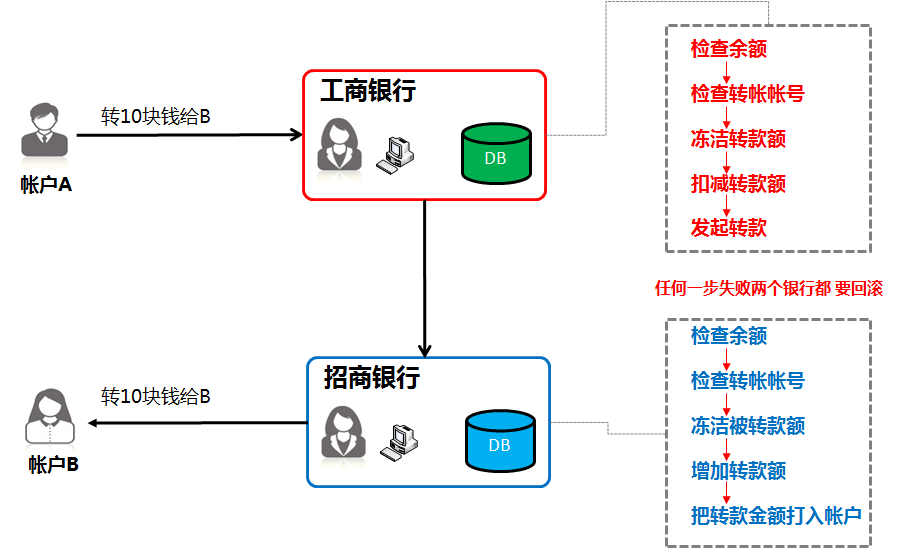 工商银行
转10块钱给B
DB
帐户A
检查余额
检查转帐帐号
冻洁转款额
扣减转款额
发起转款
任何一步失败两个银行都 要回滚
招商银行
转10块钱给B
DB
帐户B
检查余额
检查转帐帐号
冻洁被转款额
增加转款额
把转款金额打入帐户